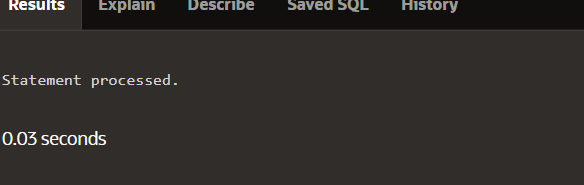 Results Explain Describe Saved SQL History
Statement processed.
0.03 seconds